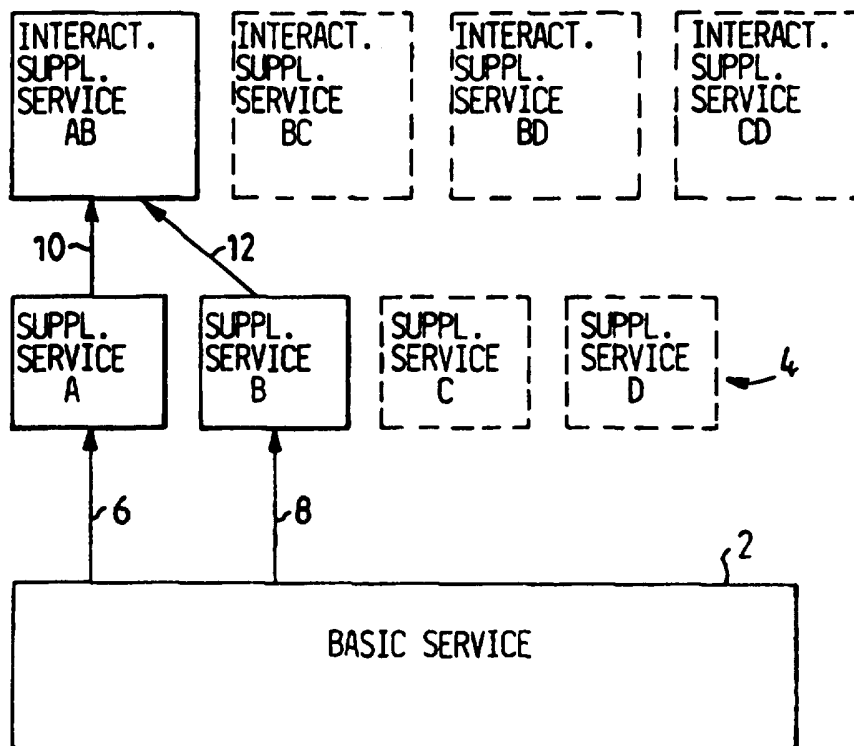 INTERACT.
SUPPL.
SERVICE
AB
INTERACT.
SUPPL.
SERVICE
BC
INTERACT.
SUPPL.
SERVICE
BD
INTERACT.
SUPPL.
SERVICE
CD
10
12
SUPPL.
SERVICE
A
SUPPL.
SERVICE
B
SUPPL.
SERVICE
C
SUPPL.
SERVICE
D
4
6
8
2
BASIC SERVICE